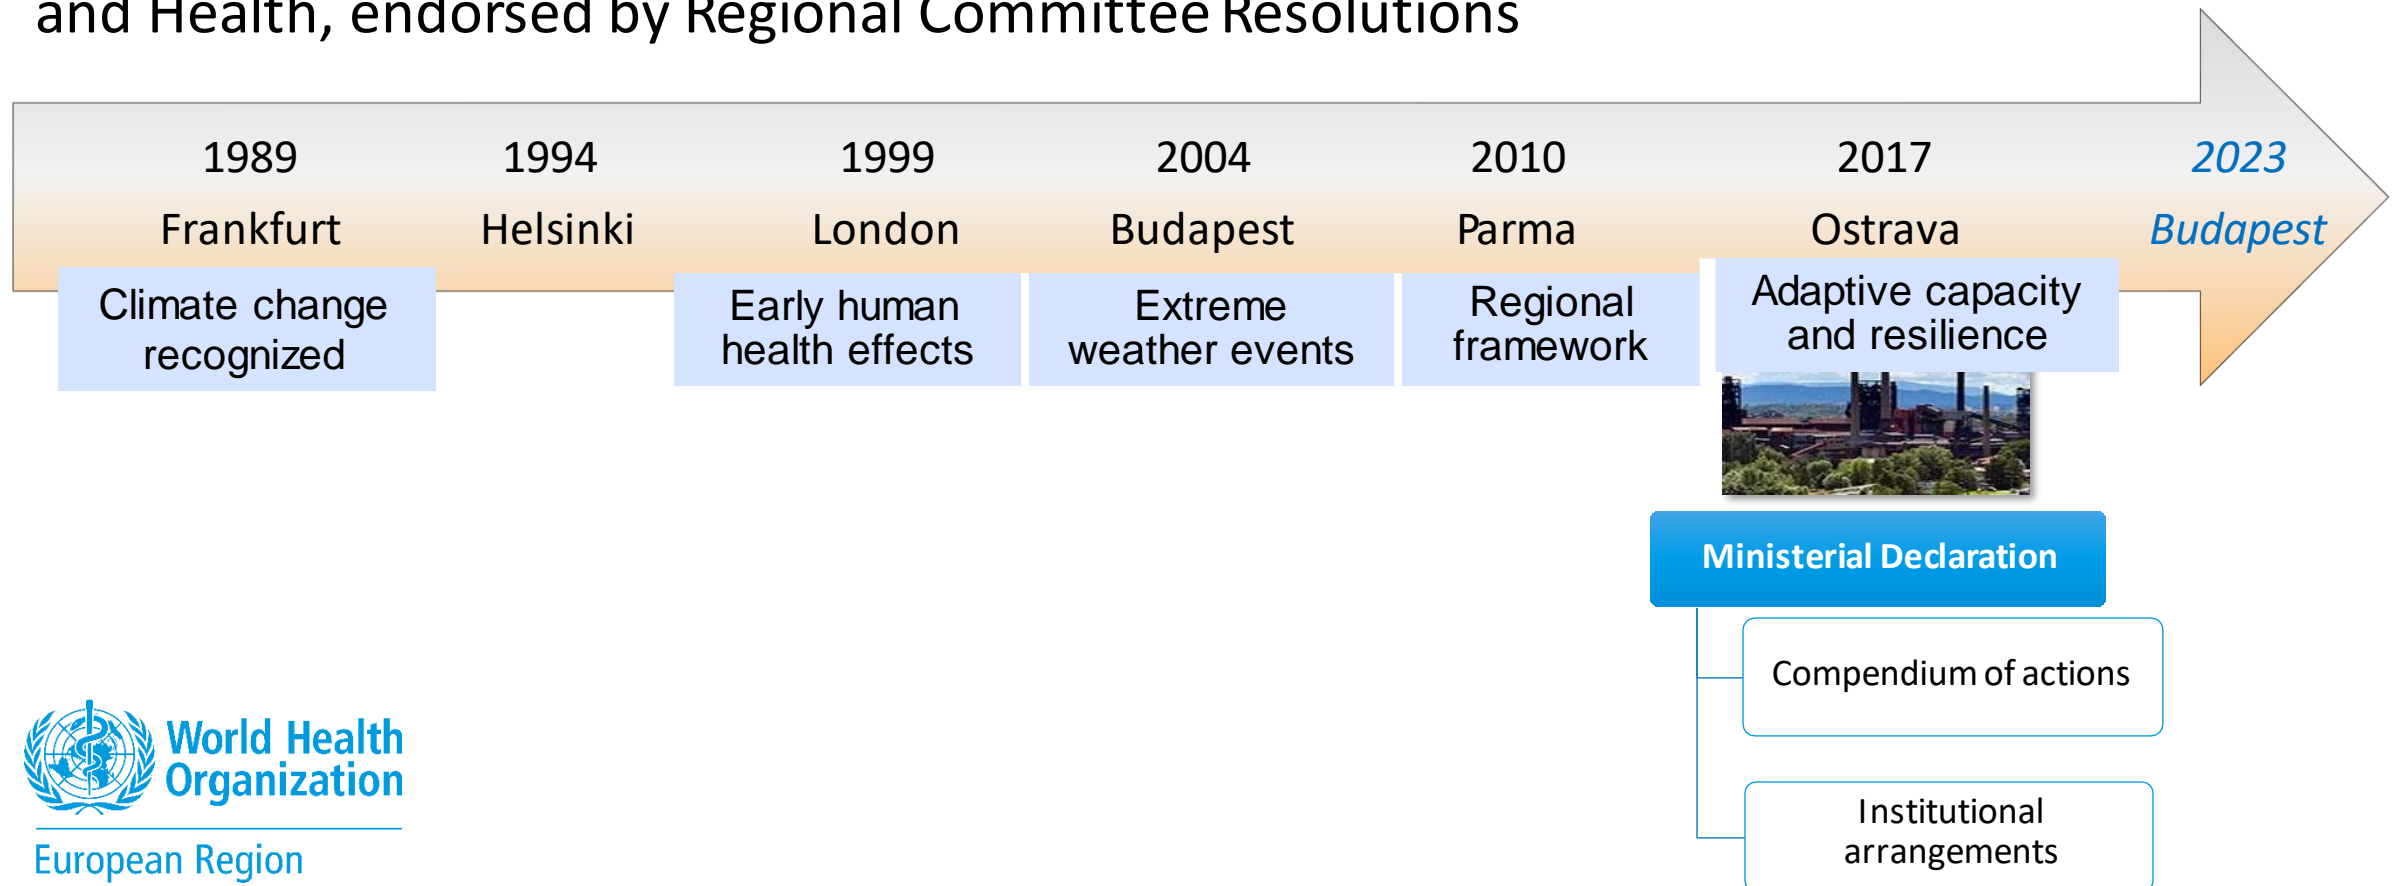 and Health, endorsed by Regional Committee Resolutions
1989 1994 1999 2004 2010 2017 2023
Frankfurt Helsinki London Budapest Parma Ostrava Budapest
Climate change
recognized
Early human
health effects
Extreme
weather events
Regional
framework
Adaptive capacity
and resilience
Ministerial Declaration
Compendium of actions
Institutional
arrangements
World Health
Organization
European Region